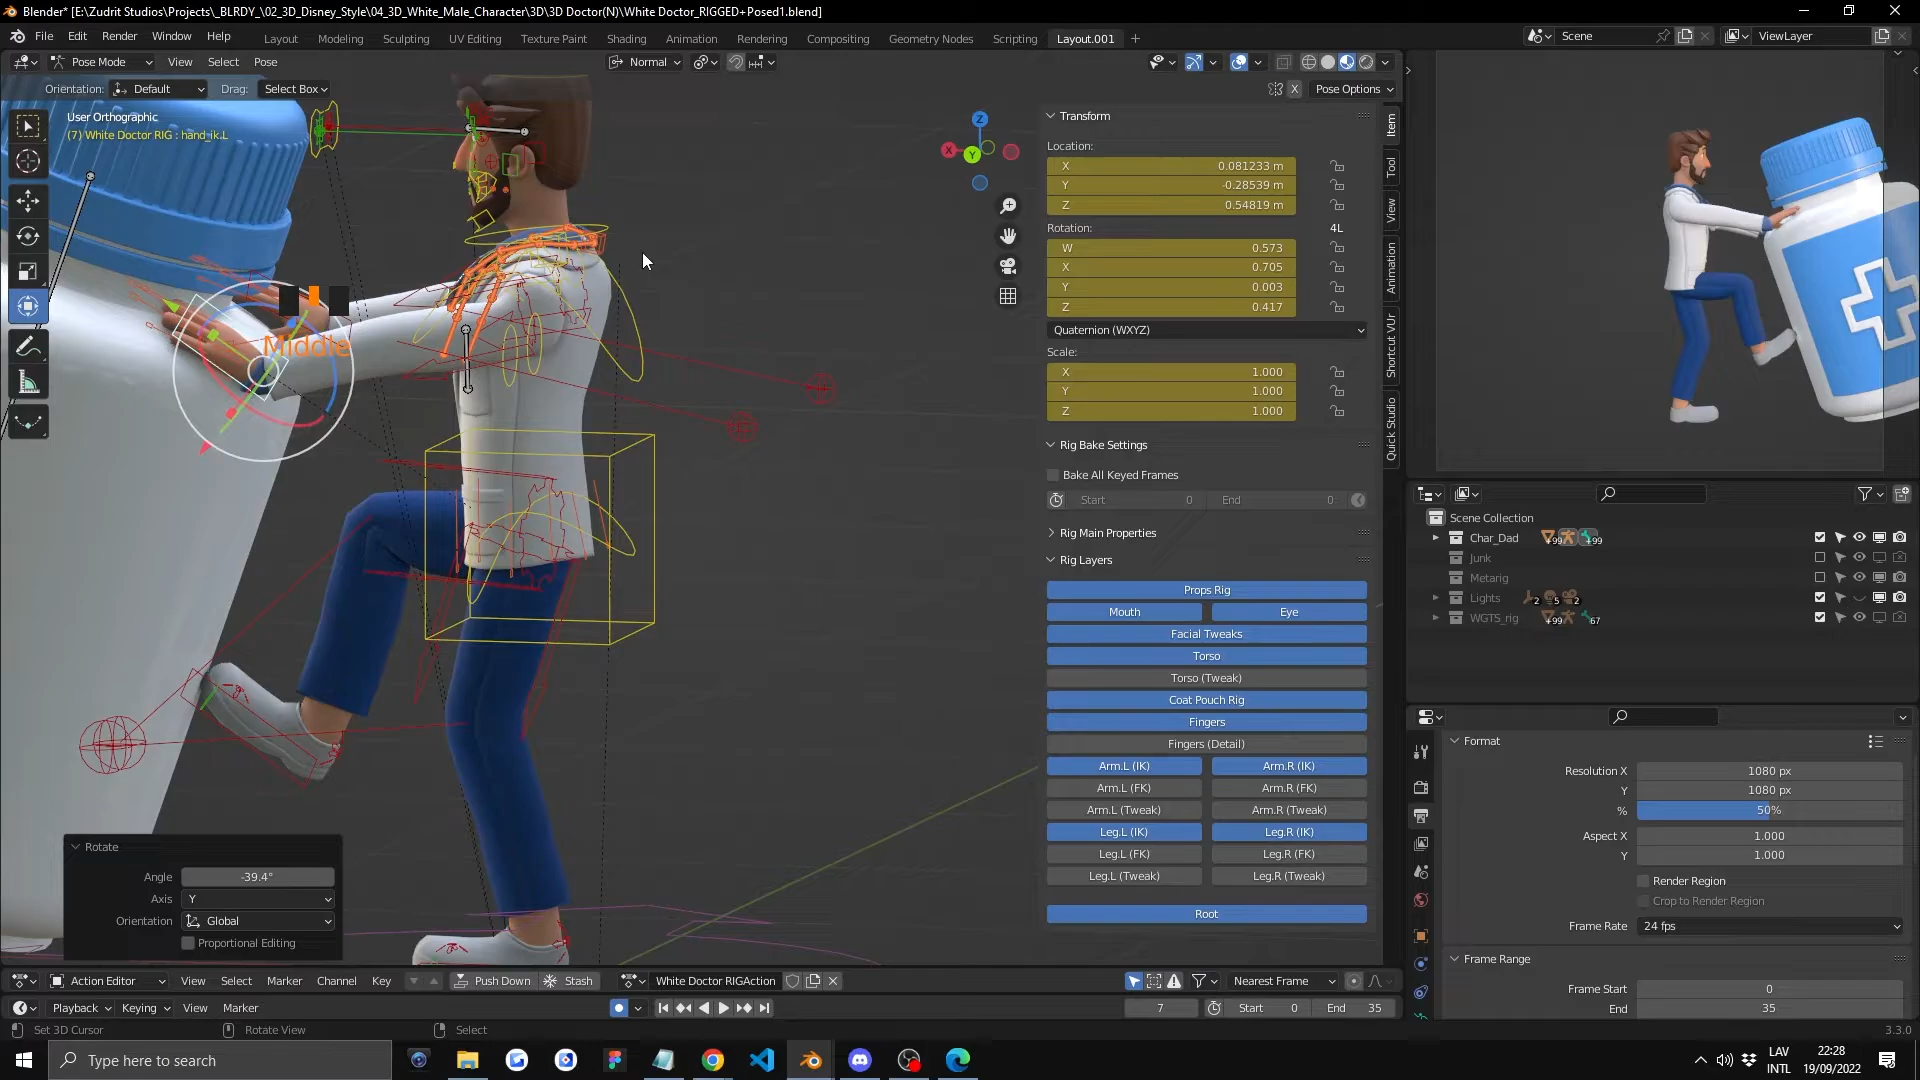 Blender* [E:\Zudrit Studios\Projects\_BLRDY_\02_3D_Disney_Style\04_3D_White_Male_Character\3D\3D Doctor(N)\White Doctor_RIGGED+Posed1.blend]
File Edit Render Window Help Layout Modeling Sculpting UV Editing Texture Paint Shading Animation Rendering Compositing Geometry Nodes Scripting Layout.001 + Scene ViewLayer
Pose Mode View Select Pose Normal
Orientation: Default Drag: Select Box X Pose Options
User Orthographic
(7) White Doctor RIG : hand_ik.L
Z
X
Y
Middle
Transform
Location:
X 0.081233 m
Y -0.28539 m
Z 0.54819 m
Rotation: 4L
W 0.573
X 0.705
Y 0.003
Z 0.417
Quaternion (WXYZ)
Scale:
X 1.000
Y 1.000
Z 1.000
Rig Bake Settings
Bake All Keyed Frames
Start 0 End 0
Rig Main Properties
Rig Layers
Props Rig
Mouth Eye
Facial Tweaks
Torso
Torso (Tweak)
Coat Pouch Rig
Fingers
Fingers (Detail)
Arm.L (IK) Arm.R (IK)
Arm.L (FK) Arm.R (FK)
Arm.L (Tweak) Arm.R (Tweak)
Leg.L (IK) Leg.R (IK)
Leg.L (FK) Leg.R (FK)
Leg.L (Tweak) Leg.R (Tweak)
Root
Item
Tool
View
Animation
Shortcut VUr
Quick Studio
Scene Collection
Char_Dad +99 +99
Junk
Metarig
Lights 2 5 2
WGTS_rig +99 67
Format
Resolution X 1080 px
Y 1080 px
% 50%
Aspect X 1.000
Y 1.000
Render Region
Crop to Render Region
Frame Rate 24 fps
Frame Range
Frame Start 0
End 35
Rotate
Angle -39.4°
Axis Y
Orientation Global
Proportional Editing
Action Editor View Select Marker Channel Key Push Down Stash White Doctor RIGAction Nearest Frame
Playback Keying View Marker 7 Start 0 End 35
Set 3D Cursor Rotate View Select 3.3.0
Type here to search
LAV
INTL
22:28
19/09/2022